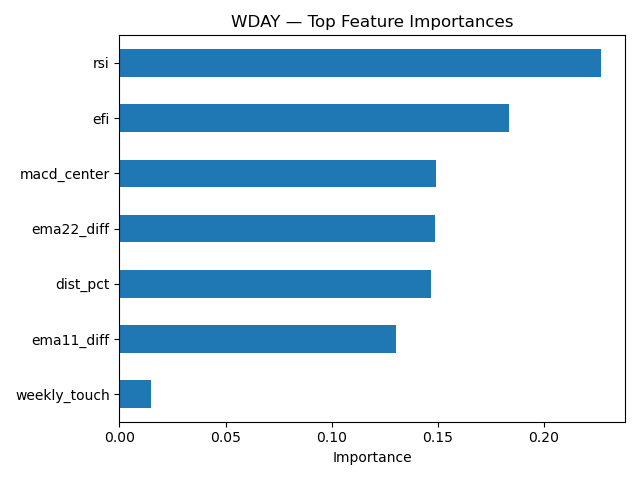 WDAY — Top Feature Importances
rsi
efi
macd_center
ema22_diff
dist_pct
ema11_diff
weekly_touch
0.00 0.05 0.10 0.15 0.20
Importance